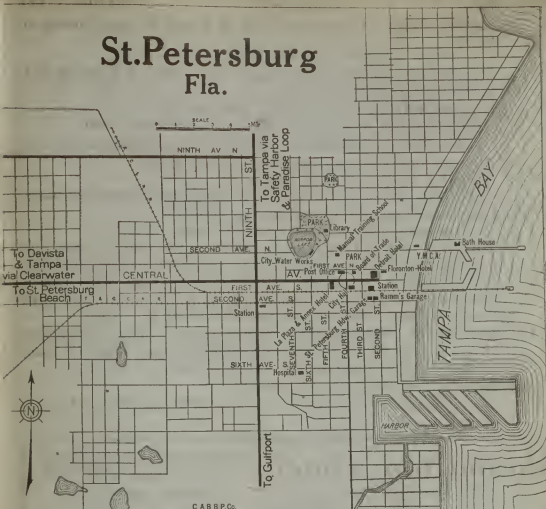 St.Petersburg
Fla.
SCALE
NINTH AV N
NINTH ST.
To Tampa via
Safety Harbor
Paradise Loop
PARK
PARK
Library
Manual Training School
SECOND AVE. N.
City Water Works
FIRST AVE N
PARK
Board of Trade
Detroit Hotel
Y.M.C.A.
Bath House
BAY
TAMPA
To Davista
& Tampa
via Clearwater
CENTRAL AV
Post Office
Floronton Hotel
To St.Petersburg
Beach
FIRST AVE. S.
SECOND AVE. S.
Station
Station
Ramm's Garage
La Plaza & Annex Hotel
City Hall
St Petersburg Garage
SEVENTH ST.
SIXTH ST.
FIFTH ST.
FOURTH ST.
THIRD ST.
SECOND ST.
SIXTH AVE. S.
Hospital
N
HARBOR
To Gulfport
C.A.B.B.P.Co.